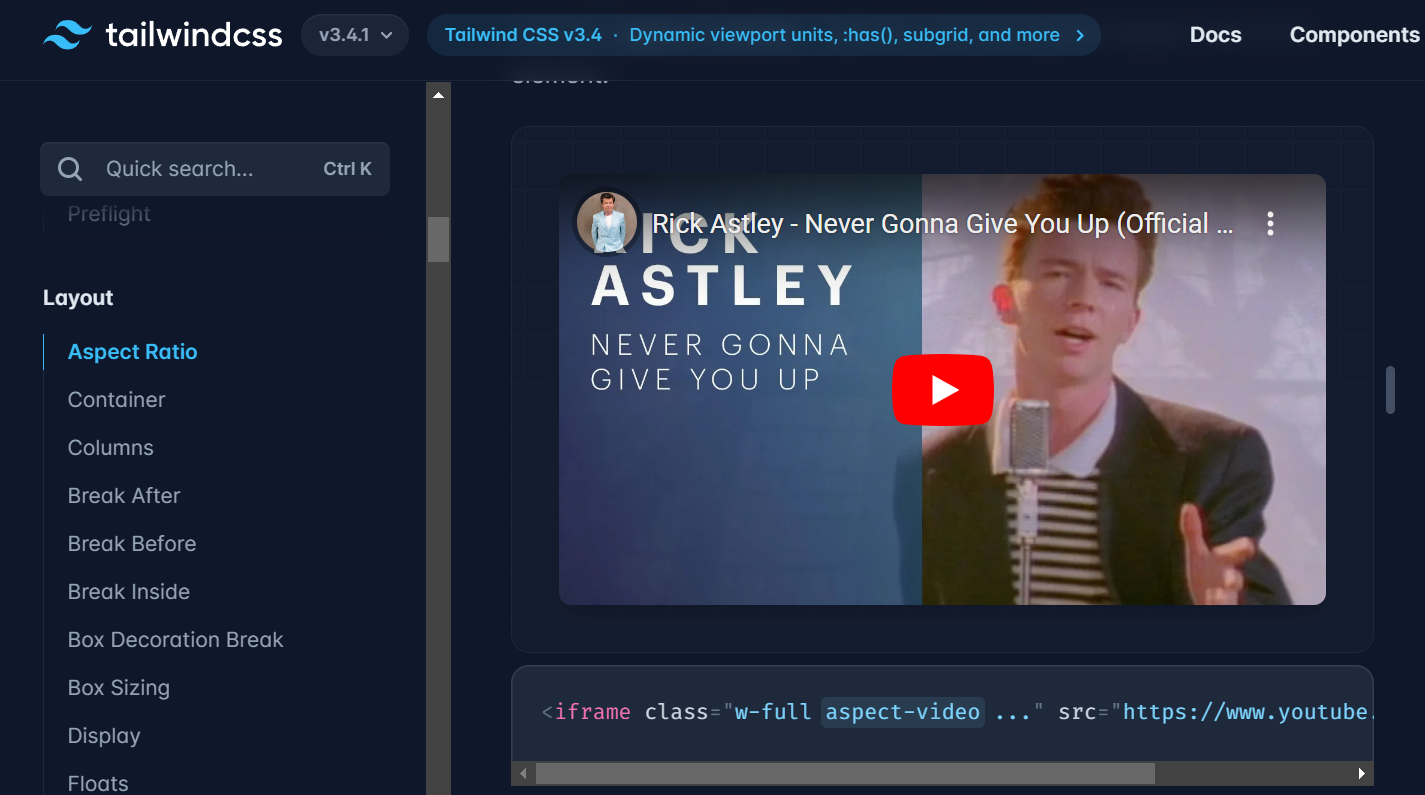 tailwindcss
v3.4.1
Tailwind CSS v3.4 · Dynamic viewport units, :has(), subgrid, and more
Docs
Components
Quick search...
Ctrl K
Preflight
Layout
Aspect Ratio
Container
Columns
Break After
Break Before
Break Inside
Box Decoration Break
Box Sizing
Display
Floats
element.
Rick Astley - Never Gonna Give You Up (Official ...
RICK
ASTLEY
NEVER GONNA
GIVE YOU UP
<iframe class="w-full aspect-video ..." src="https://www.youtube.